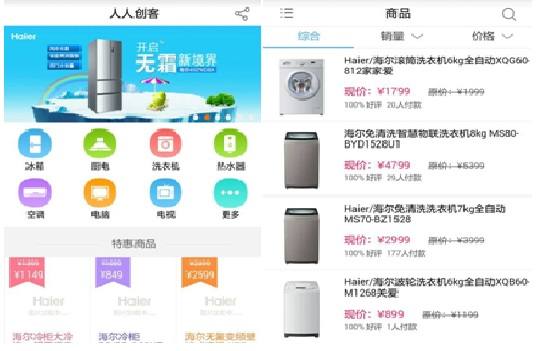 人人创客
Haier
开启
无霜新境界
冰箱
厨电
洗衣机
热水器
空调
电脑
电视
更多
特惠商品
¥1149
¥849
¥2599
Haier
Haier
Haier
海尔冷柜大冷
海尔冷柜
海尔无霜变频壁
商品
综合
销量
价格
Haier/海尔滚筒洗衣机6kg全自动XQG60-
812家家爱
现价：¥1799 原价：¥1999
100%好评 20人付款
海尔免清洗智慧物联洗衣机8kg MS80-
BYD1528U1
现价：¥4799 原价：¥5399
100%好评 29人付款
Haier/海尔免清洗洗衣机7kg全自动
MS70-BZ1528
现价：¥2999 原价：¥3999
100%好评 177人付款
Haier/海尔波轮洗衣机6kg全自动XQB60-
M1268关爱
现价：¥899 原价：¥1199
100%好评 1人付款